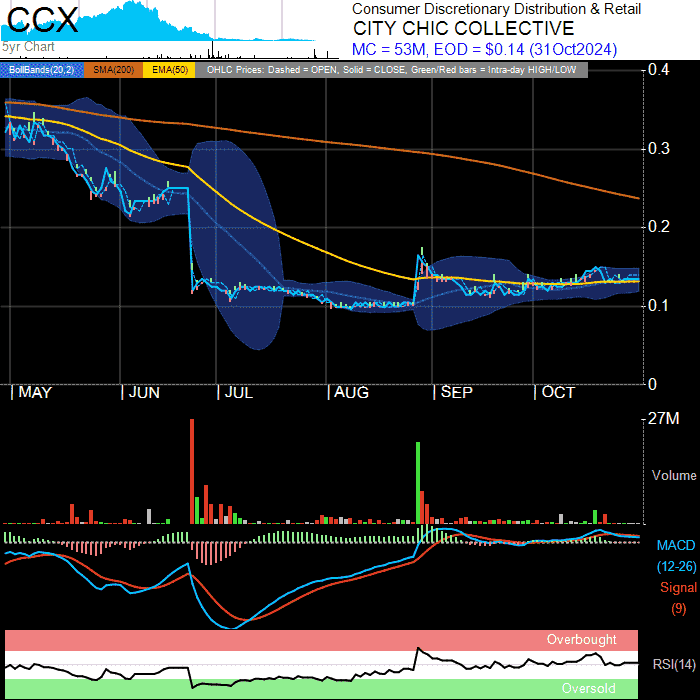 CCX
5yr Chart
Consumer Discretionary Distribution & Retail
CITY CHIC COLLECTIVE
MC = 53M, EOD = $0.14 (31Oct2024)
BollBands(20,2) SMA(200) EMA(50) OHLC Prices: Dashed = OPEN, Solid = CLOSE, Green/Red bars = Intra-day HIGH/LOW
0.4
0.3
0.2
0.1
0
MAY JUN JUL AUG SEP OCT
27M
Volume
MACD
(12-26)
Signal
(9)
Overbought
RSI(14)
Oversold